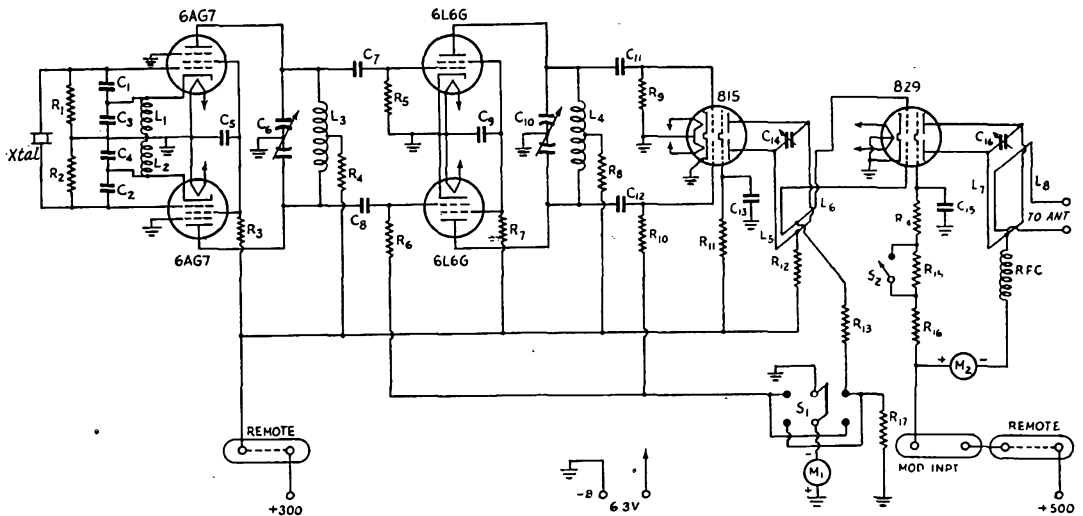 6AG7
6L6G
815
829
Xtal
R1
R2
C1
C3
C4
C2
L1
L2
C5
R3
6AG7
C6
L3
R4
C7
C8
R5
R6
6L6G
C9
R7
C10
L4
R8
C11
C12
R9
R10
R11
C13
C14
L5
L6
R12
R13
C15
C16
L7
L8
TO ANT
S2
R15
R16
RFC
+ M2 -
S1
R17
- M1 +
REMOTE
+300
-B 6 3V
MOD INPT
REMOTE
+500